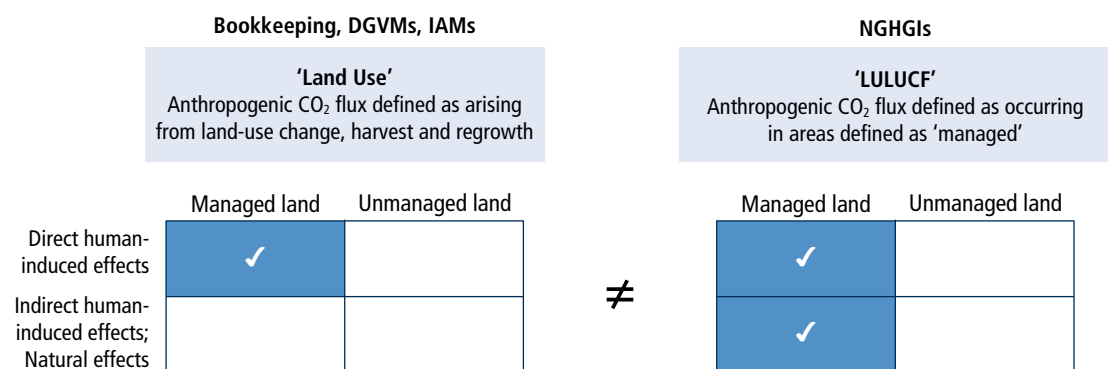 Bookkeeping, DGVMs, IAMs
‘Land Use’
Anthropogenic CO₂ flux defined as arising
from land-use change, harvest and regrowth
NGHGIs
‘LULUCF’
Anthropogenic CO₂ flux defined as occurring
in areas defined as ‘managed’
Managed land
Unmanaged land
Direct human-
induced effects
✓
Indirect human-
induced effects;
Natural effects
≠
Managed land
Unmanaged land
✓
✓